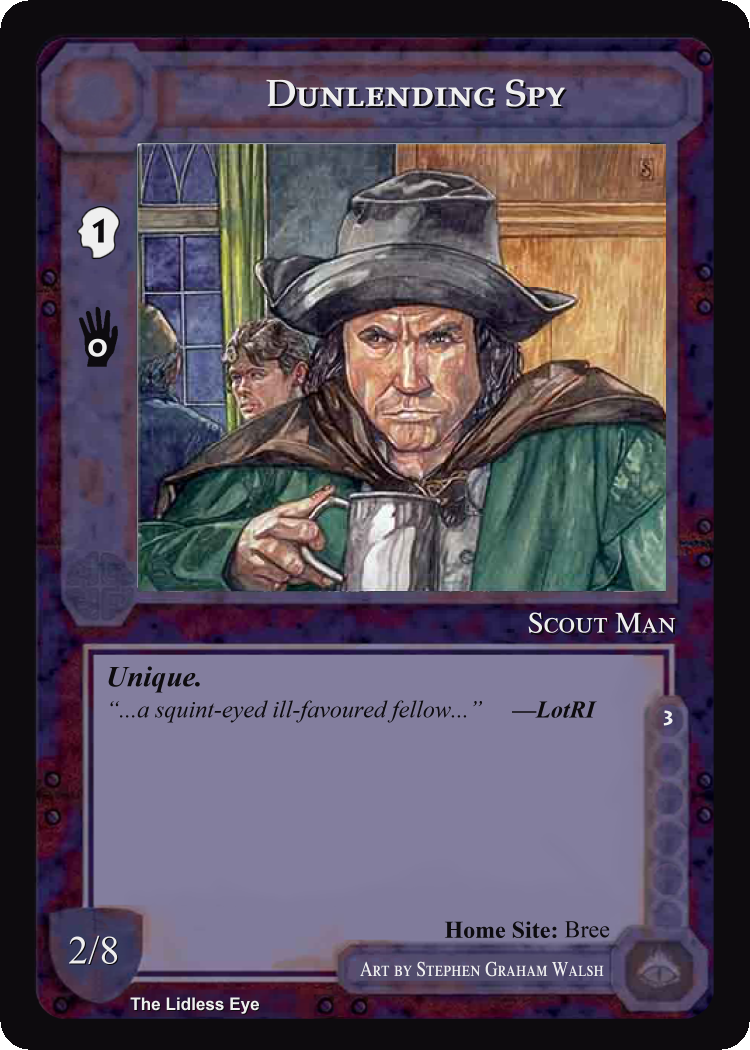 Dunlending Spy
1
0
Scout Man
Unique.
“...a squint-eyed ill-favoured fellow...” —LotRI
3
Home Site: Bree
2/8
Art by Stephen Graham Walsh
The Lidless Eye